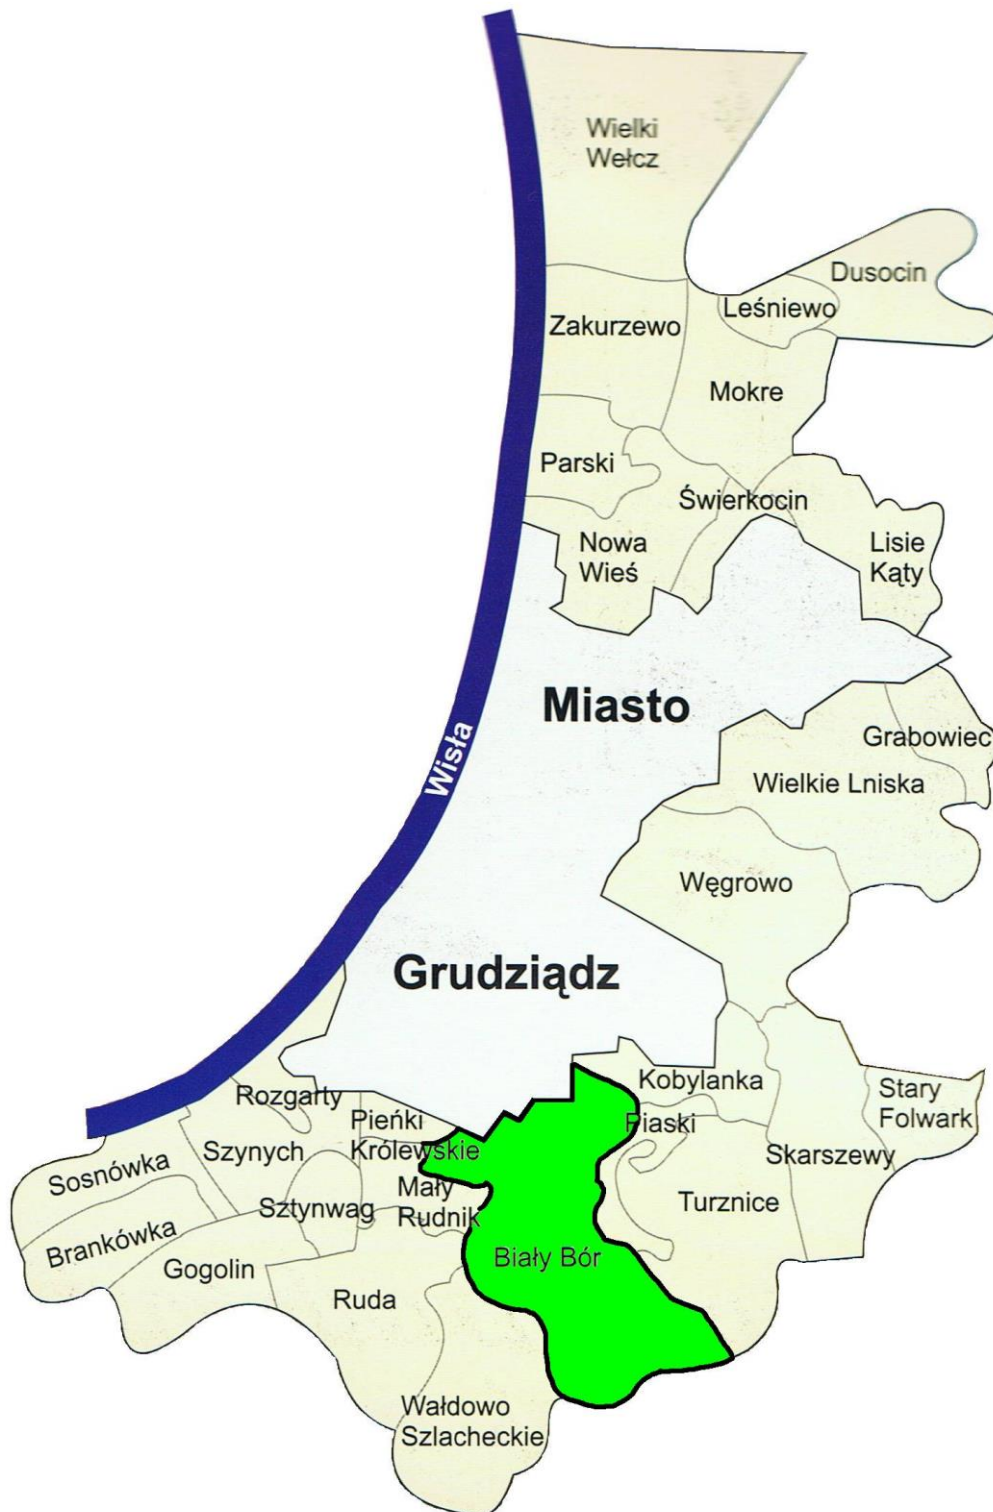 Wielki
Wełcz
Dusocin
Leśniewo
Zakurzewo
Mokre
Parski
Świerkocin
Nowa
Wieś
Lisie
Kąty
Miasto
Grabowiec
Wisła
Wielkie Lniska
Węgrowo
Grudziądz
Kobylanka
Stary
Folwark
Rozgarty
Pieńki
Królewskie
Piaski
Szynych
Skarszewy
Sosnówka
Mały
Rudnik
Sztynwag
Turznice
Brankówka
Gogolin
Biały Bór
Ruda
Wałdowo
Szlacheckie